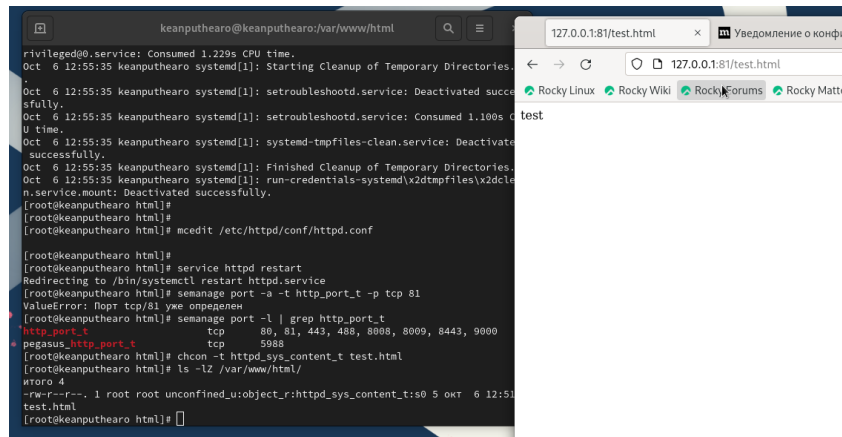 keanputhearo@keanputhearo:/var/www/html
rivileged@0.service: Consumed 1.229s CPU time.
Oct  6 12:55:35 keanputhearo systemd[1]: Starting Cleanup of Temporary Directories.
.
Oct  6 12:55:35 keanputhearo systemd[1]: setroubleshootd.service: Deactivated succe
sfully.
Oct  6 12:55:35 keanputhearo systemd[1]: setroubleshootd.service: Consumed 1.100s C
U time.
Oct  6 12:55:35 keanputhearo systemd[1]: systemd-tmpfiles-clean.service: Deactivate
 successfully.
Oct  6 12:55:35 keanputhearo systemd[1]: Finished Cleanup of Temporary Directories.
Oct  6 12:55:35 keanputhearo systemd[1]: run-credentials-systemd\x2dtmpfiles\x2dcle
n.service.mount: Deactivated successfully.
[root@keanputhearo html]#
[root@keanputhearo html]#
[root@keanputhearo html]# mcedit /etc/httpd/conf/httpd.conf
[root@keanputhearo html]#
[root@keanputhearo html]# service httpd restart
Redirecting to /bin/systemctl restart httpd.service
[root@keanputhearo html]# semanage port -a -t http_port_t -p tcp 81
ValueError: Порт tcp/81 уже определен
[root@keanputhearo html]# semanage port -l | grep http_port_t
http_port_t                    tcp      80, 81, 443, 488, 8008, 8009, 8443, 9000
pegasus_http_port_t            tcp      5988
[root@keanputhearo html]# chcon -t httpd_sys_content_t test.html
[root@keanputhearo html]# ls -lZ /var/www/html/
итого 4
-rw-r--r--. 1 root root unconfined_u:object_r:httpd_sys_content_t:s0 5 окт  6 12:51
test.html
[root@keanputhearo html]#
127.0.0.1:81/test.html
m Уведомление о конфи
127.0.0.1:81/test.html
Rocky Linux Rocky Wiki Rocky Forums Rocky Matt
test